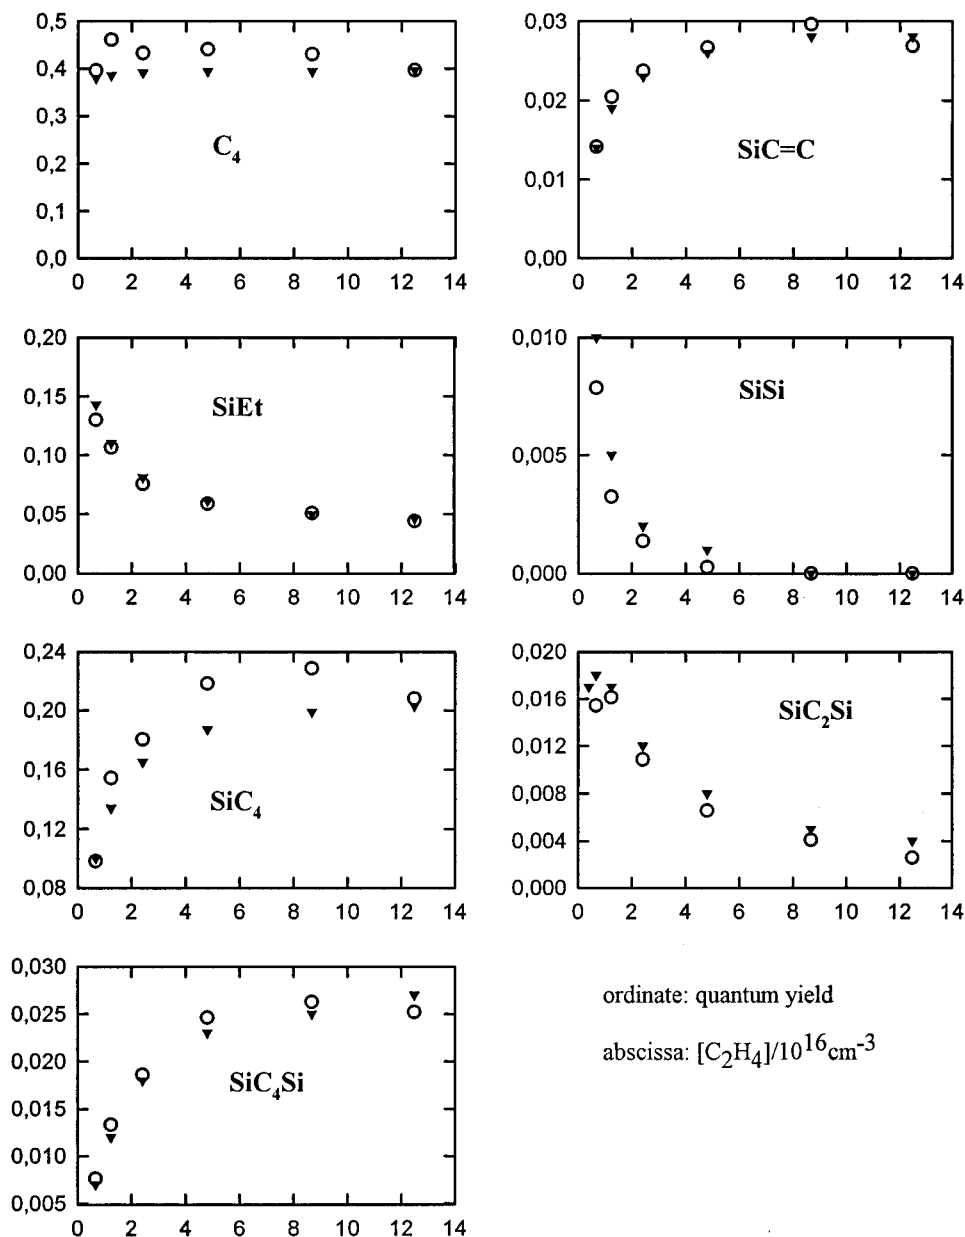 0,5
0,4
0,3
0,2
0,1
0,0
C₄
0 2 4 6 8 10 12 14
0,03
0,02
0,01
0,00
SiC=C
0 2 4 6 8 10 12 14
0,20
0,15
0,10
0,05
0,00
SiEt
0 2 4 6 8 10 12 14
0,010
0,005
0,000
SiSi
0 2 4 6 8 10 12 14
0,24
0,20
0,16
0,12
0,08
SiC₄
0 2 4 6 8 10 12 14
0,020
0,016
0,012
0,008
0,004
0,000
SiC₂Si
0 2 4 6 8 10 12 14
0,030
0,025
0,020
0,015
0,010
0,005
SiC₄Si
0 2 4 6 8 10 12 14
ordinate: quantum yield
abscissa: [C₂H₄]/10¹⁶cm⁻³